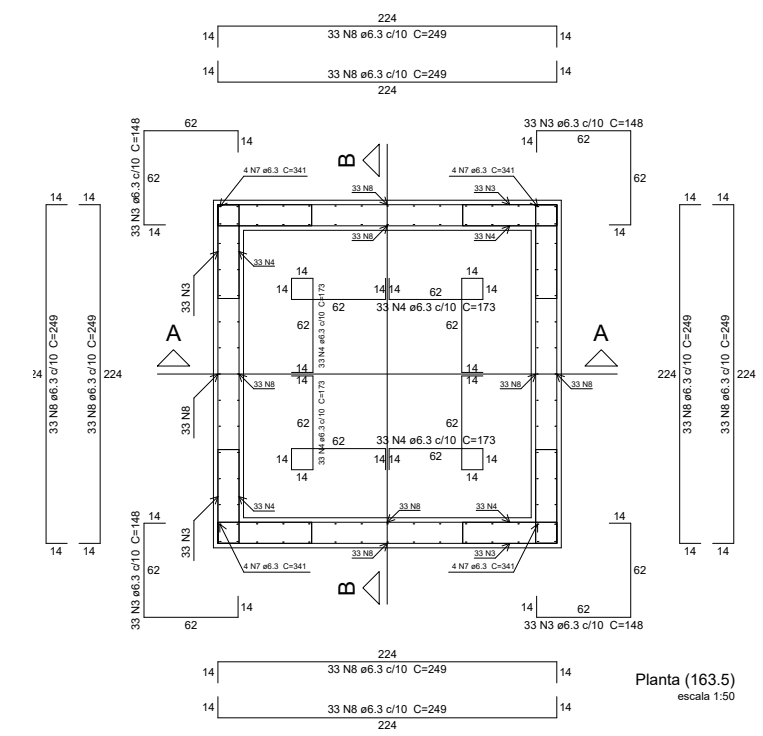 224
14 33 N8 ø6.3 c/10 C=249 14
14 33 N8 ø6.3 c/10 C=249 14
224
62
33 N3 ø6.3 c/10 C=148
14
62
14
33 N3 ø6.3 c/10 C=148
62
14
62
14
B
4 N7 ø6.3 C=341
4 N7 ø6.3 C=341
33 N8
33 N3
33 N8
33 N4
14 14
14 14
33 N3
33 N4
14
14
62
14 14
62
14
14
33 N4 ø6.3 c/10 C=173
62
33 N4 ø6.3 c/10 C=173
62
A
A
33 N8 ø6.3 c/10 C=249
33 N8 ø6.3 c/10 C=249
224
14
14
33 N8
33 N8
33 N8
33 N8
224
33 N8 ø6.3 c/10 C=249
33 N8 ø6.3 c/10 C=249
224
62
33 N4 ø6.3 c/10 C=173
62
33 N4 ø6.3 c/10 C=173
14
62
14 14
62
14
14
14
33 N3
33 N4
33 N8
33 N4
33 N8
33 N3
14 14
14 14
4 N7 ø6.3 C=341
4 N7 ø6.3 C=341
B
14
33 N3 ø6.3 c/10 C=148
62
14
62
14
62
14
62
33 N3 ø6.3 c/10 C=148
224
14 33 N8 ø6.3 c/10 C=249 14
14 33 N8 ø6.3 c/10 C=249 14
224
Planta (163.5)
escala 1:50